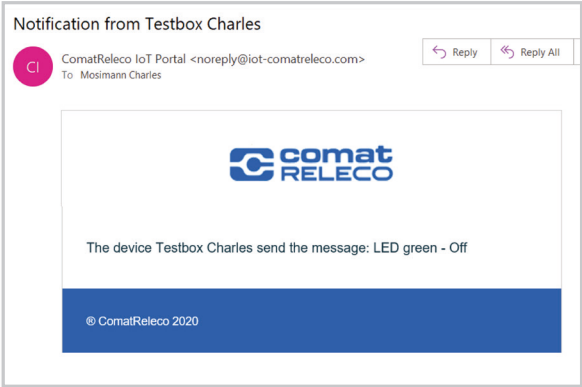 Notification from Testbox Charles
CI
ComatReleco IoT Portal <noreply@iot-comatreleco.com>
Reply
Reply All
To Mosimann Charles
comat
RELECO
The device Testbox Charles send the message: LED green - Off
® ComatReleco 2020